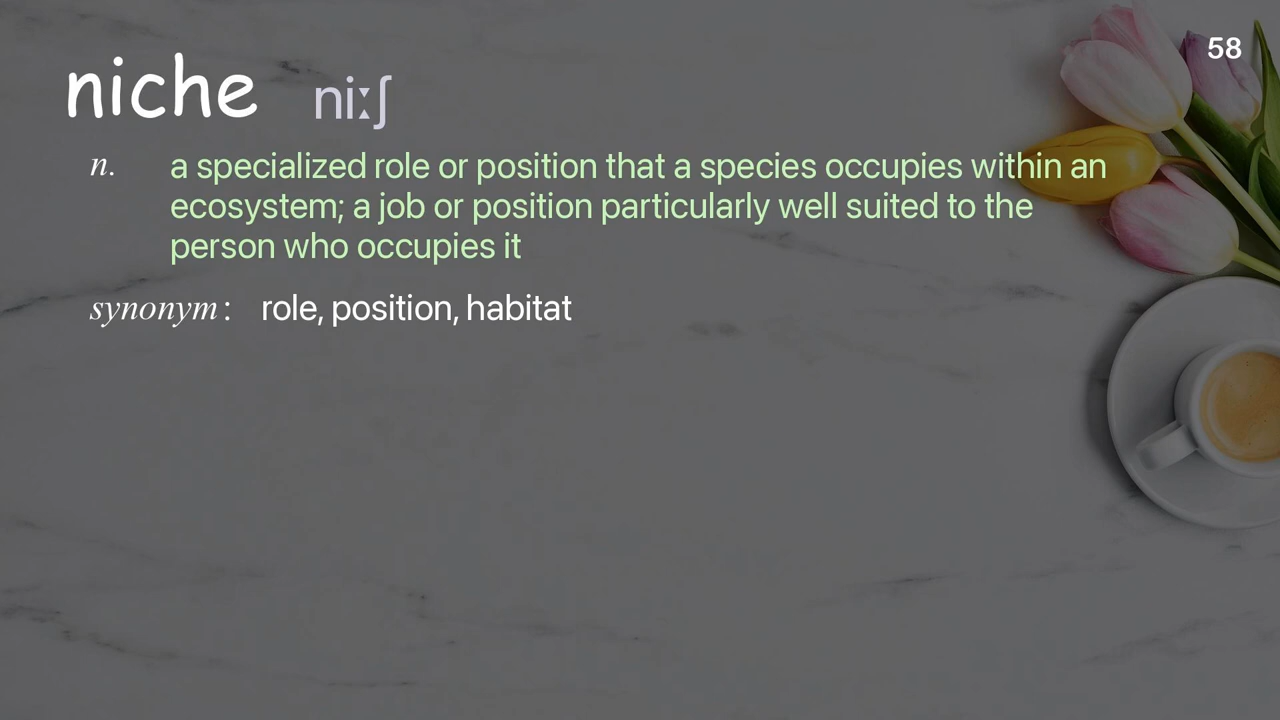 58
niche niːʃ
n. a specialized role or position that a species occupies within an
ecosystem; a job or position particularly well suited to the
person who occupies it
synonym: role, position, habitat